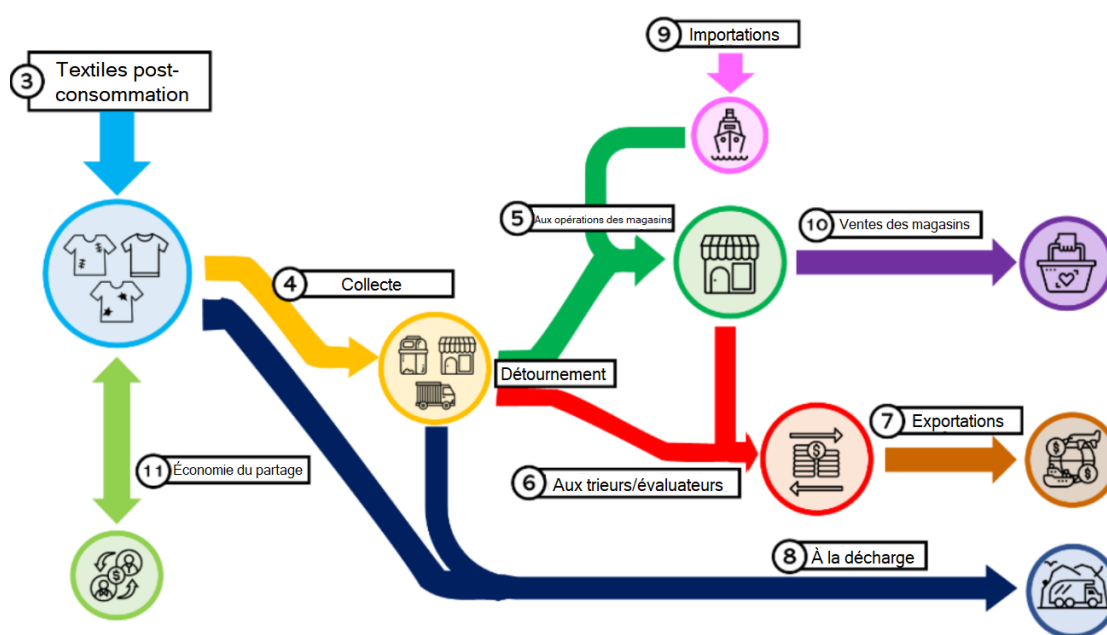 9 Importations
3 Textiles post-
consommation
5 Aux opérations des magasins
10 Ventes des magasins
4 Collecte
Détournement
7 Exportations
11 Économie du partage
6 Aux trieurs/évaluateurs
8 À la décharge